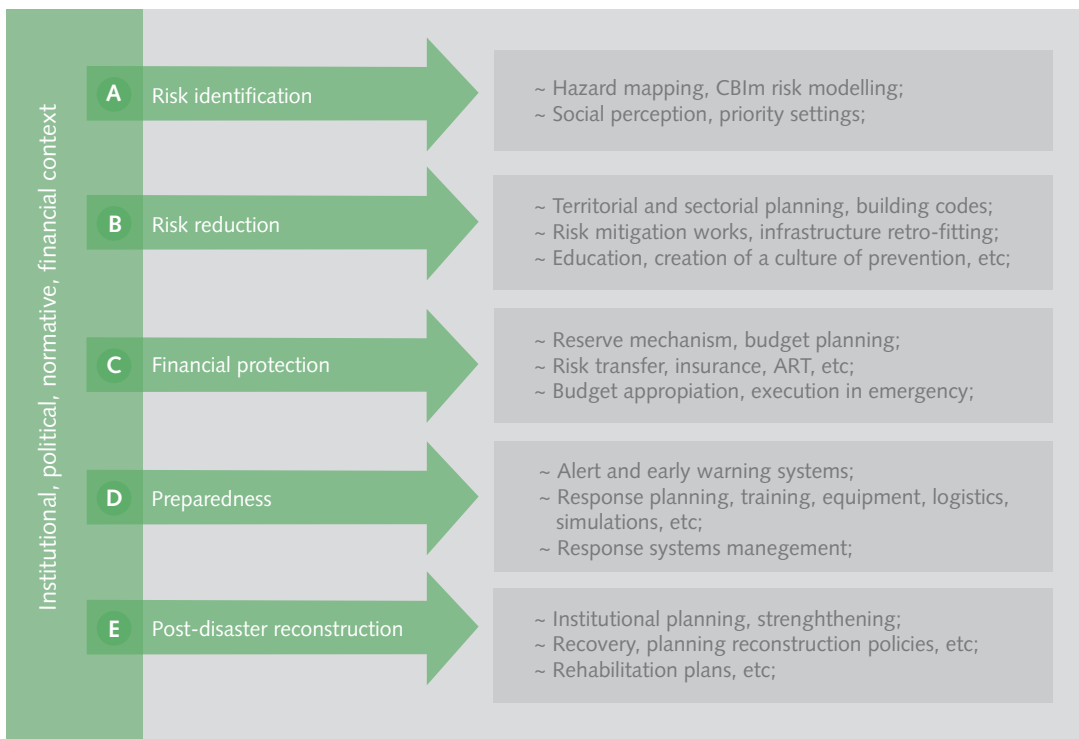 Institutional, political, normative, financial context
A Risk identification
~ Hazard mapping, CBIm risk modelling;
~ Social perception, priority settings;
B Risk reduction
~ Territorial and sectorial planning, building codes;
~ Risk mitigation works, infrastructure retro-fitting;
~ Education, creation of a culture of prevention, etc;
C Financial protection
~ Reserve mechanism, budget planning;
~ Risk transfer, insurance, ART, etc;
~ Budget appropiation, execution in emergency;
D Preparedness
~ Alert and early warning systems;
~ Response planning, training, equipment, logistics,
simulations, etc;
~ Response systems manegement;
E Post-disaster reconstruction
~ Institutional planning, strenghthening;
~ Recovery, planning reconstruction policies, etc;
~ Rehabilitation plans, etc;